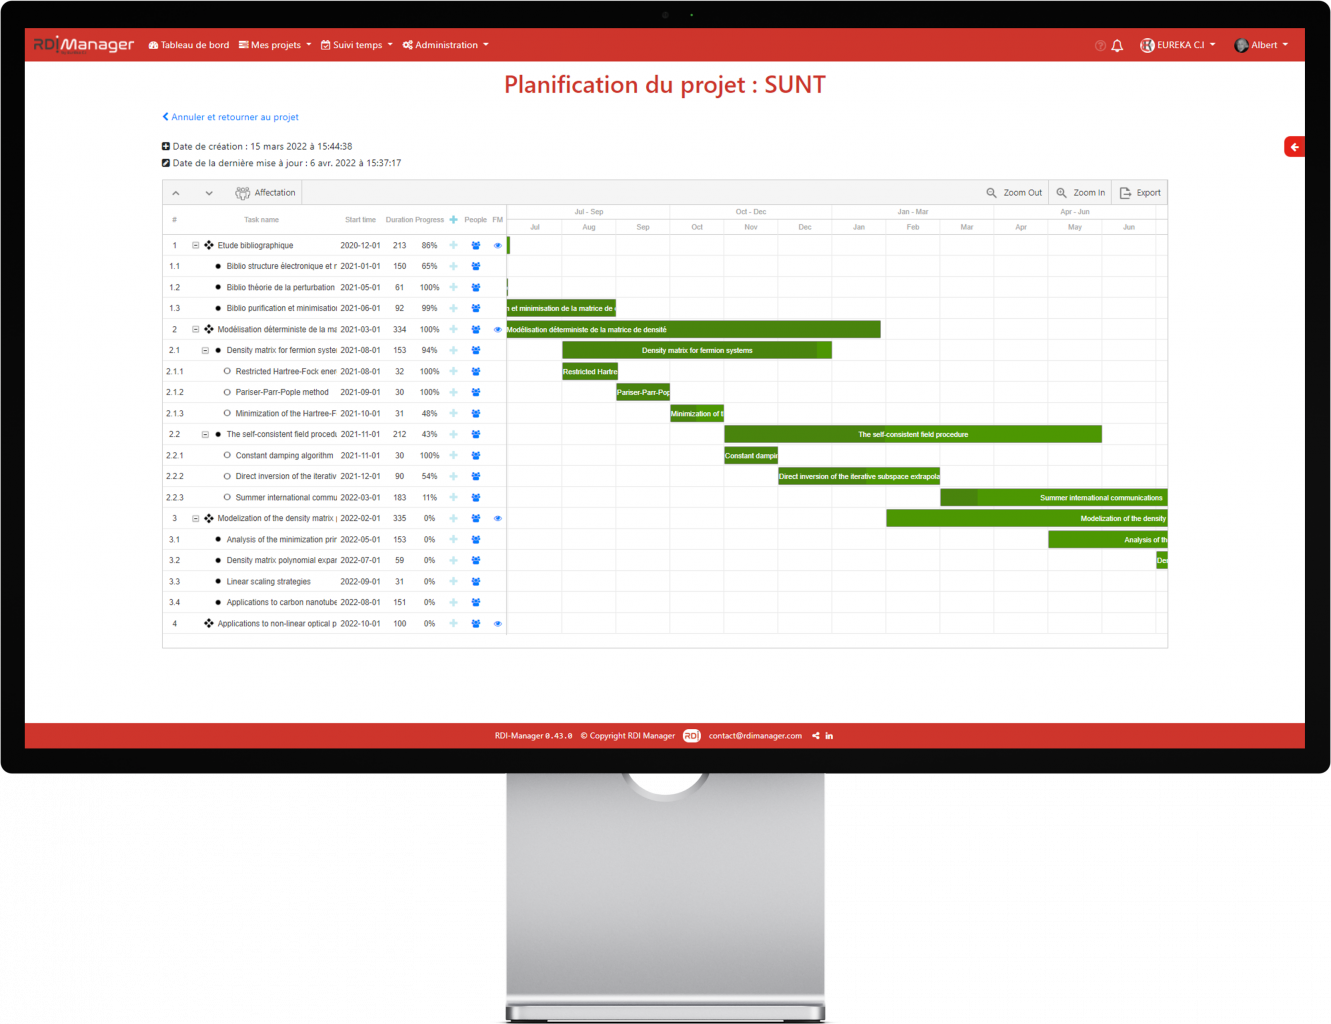 RDI Manager Tableau de bord Mes projets Suivi temps Administration EUREKA C.I Albert
Planification du projet : SUNT
Annuler et retourner au projet
Date de création : 15 mars 2022 à 15:44:38
Date de la dernière mise à jour : 6 avr. 2022 à 15:37:17
Affectation Zoom Out Zoom In Export
# Task name Start time Duration Progress People FM
Jul - Sep Oct - Dec Jan - Mar Apr - Jun
Jul Aug Sep Oct Nov Dec Jan Feb Mar Apr May Jun
1 Etude bibliographique 2020-12-01 213 86%
1.1 Biblio structure électronique et r 2021-01-01 150 65%
1.2 Biblio théorie de la perturbation 2021-05-01 61 100%
1.3 Biblio purification et minimisatio 2021-06-01 92 99% n et minimisation de la matrice de
2 Modélisation déterministe de la ma 2021-03-01 334 100% Modélisation déterministe de la matrice de densité
2.1 Density matrix for fermion syste 2021-08-01 153 94% Density matrix for fermion systems
2.1.1 Restricted Hartree-Fock ener 2021-08-01 32 100% Restricted Hartre
2.1.2 Pariser-Parr-Pople method 2021-09-01 30 100% Pariser-Parr-Pop
2.1.3 Minimization of the Hartree-F 2021-10-01 31 48% Minimization of t
2.2 The self-consistent field procedu 2021-11-01 212 43% The self-consistent field procedure
2.2.1 Constant damping algorithm 2021-11-01 30 100% Constant dampi
2.2.2 Direct inversion of the iterativ 2021-12-01 90 54% Direct inversion of the iterative subspace extrapola
2.2.3 Summer international commu 2022-03-01 183 11% Summer international communications
3 Modelization of the density matrix 2022-02-01 335 0% Modelization of the density
3.1 Analysis of the minimization prin 2022-05-01 153 0% Analysis of th
3.2 Density matrix polynomial expan 2022-07-01 59 0% De
3.3 Linear scaling strategies 2022-09-01 31 0%
3.4 Applications to carbon nanotube 2022-08-01 151 0%
4 Applications to non-linear optical p 2022-10-01 100 0%
RDI-Manager 0.43.0 © Copyright RDI Manager RDI contact@rdimanager.com